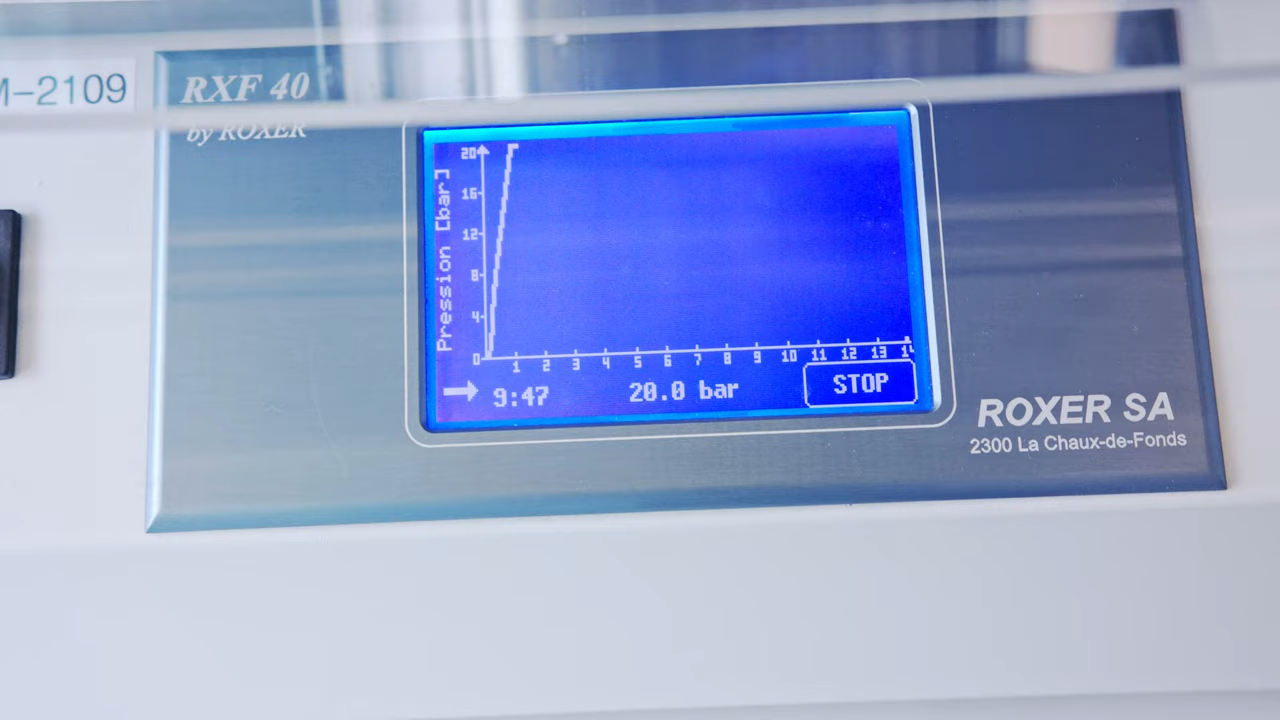 M-2109
RXF 40
by ROXER
Pression [bar]
20
16
12
8
4
0
1 2 3 4 5 6 7 8 9 10 11 12 13 14
9:47 20.0 bar STOP
ROXER SA
2300 La Chaux-de-Fonds